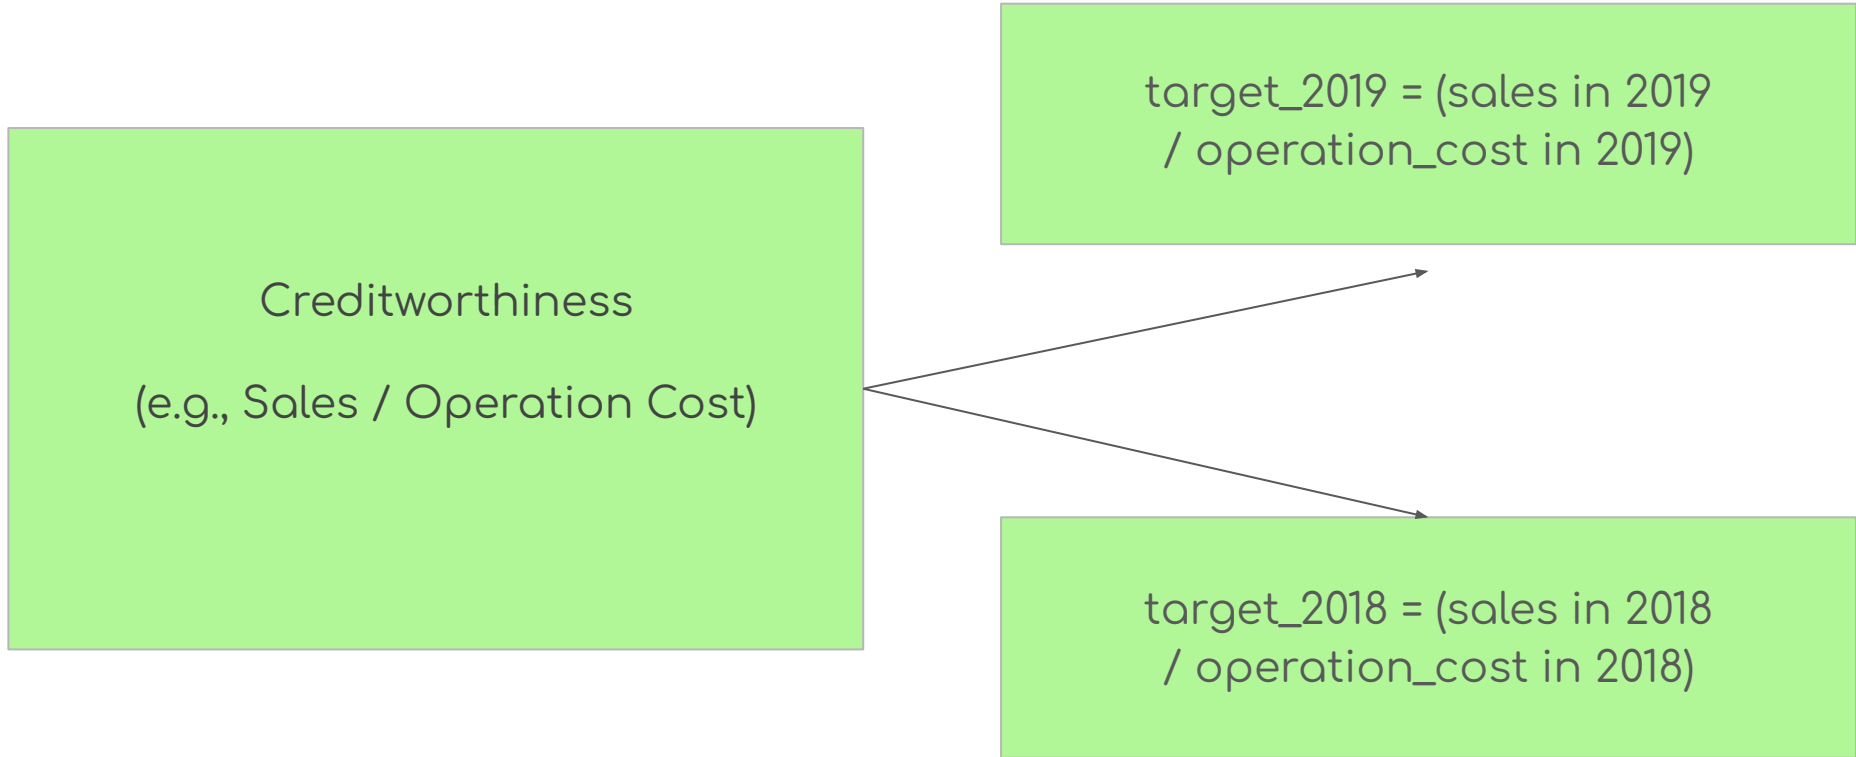 Creditworthiness
(e.g., Sales / Operation Cost)
target_2019 = (sales in 2019
/ operation_cost in 2019)
target_2018 = (sales in 2018
/ operation_cost in 2018)